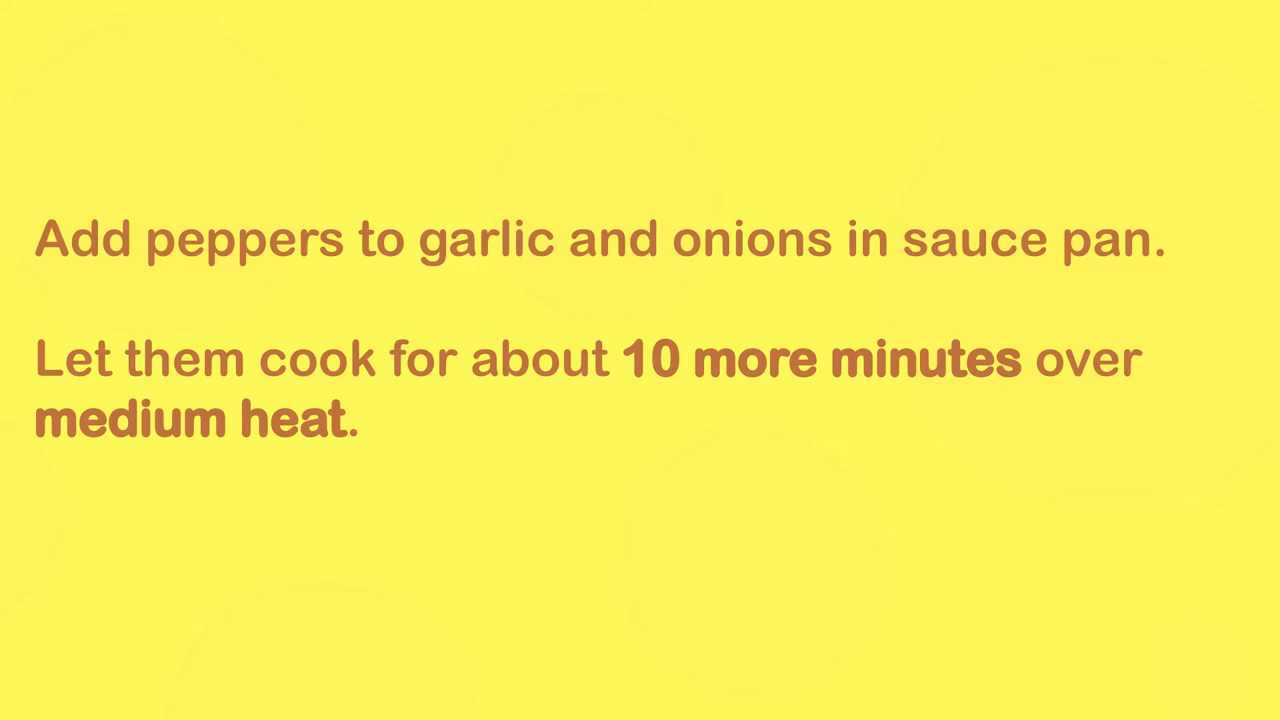 Add peppers to garlic and onions in sauce pan.
Let them cook for about 10 more minutes over
medium heat.